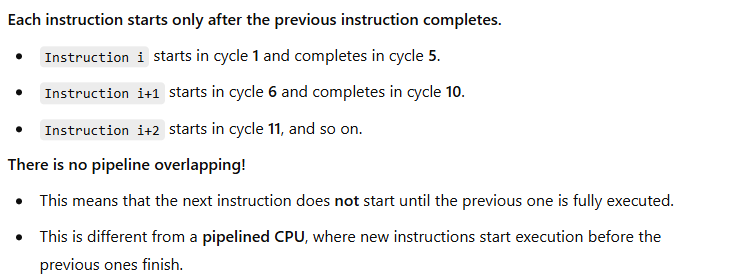 Each instruction starts only after the previous instruction completes.
• Instruction i starts in cycle 1 and completes in cycle 5.
• Instruction i+1 starts in cycle 6 and completes in cycle 10.
• Instruction i+2 starts in cycle 11, and so on.
There is no pipeline overlapping!
• This means that the next instruction does not start until the previous one is fully executed.
• This is different from a pipelined CPU, where new instructions start execution before the
previous ones finish.